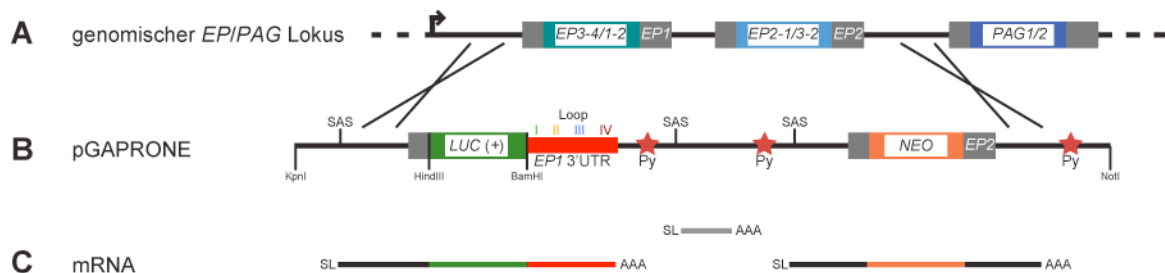 A genomischer EP/PAG Lokus EP3-4/1-2 EP1 EP2-1/3-2 EP2 PAG1/2
Loop
SAS I II III IV SAS SAS
B pGAPRONE LUC (+) NEO EP2
EP1 3'UTR Py Py Py
KpnI HindIII BamHI NotI
SL AAA
C mRNA SL AAA SL AAA